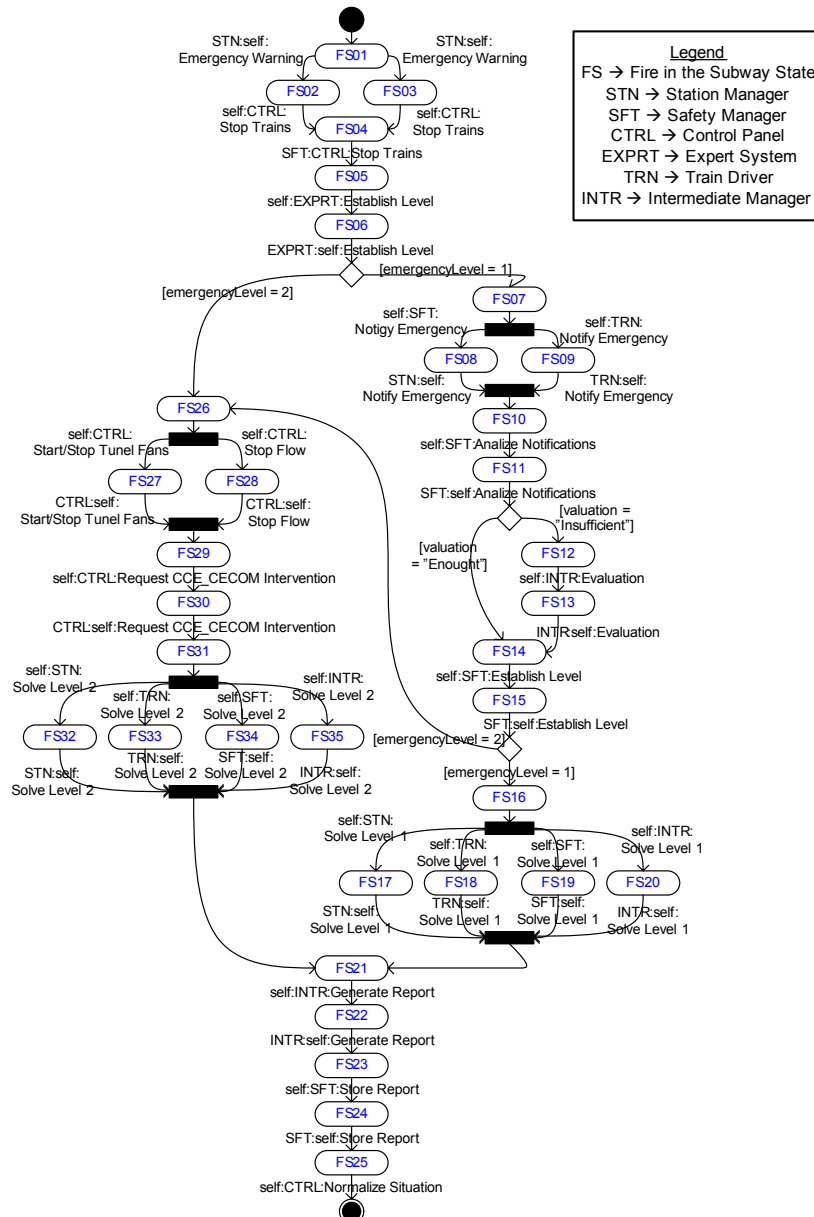 Legend
FS → Fire in the Subway State
STN → Station Manager
SFT → Safety Manager
CTRL → Control Panel
EXPRT → Expert System
TRN → Train Driver
INTR → Intermediate Manager
STN:self:
Emergency Warning
FS01
STN:self:
Emergency Warning
FS02
FS03
self:CTRL:
Stop Trains
FS04
self:CTRL:
Stop Trains
SFT:CTRL:Stop Trains
FS05
self:EXPRT:Establish Level
FS06
EXPRT:self:Establish Level
[emergencyLevel = 2]
[emergencyLevel = 1]
FS07
self:SFT:
Notigy Emergency
self:TRN:
Notify Emergency
FS08
FS09
STN:self:
Notify Emergency
TRN:self:
Notify Emergency
FS10
self:SFT:Analize Notifications
FS11
SFT:self:Analize Notifications
[valuation =
"Insufficient"]
[valuation
= "Enought"]
FS12
self:INTR:Evaluation
FS13
INTR:self:Evaluation
FS14
self:SFT:Establish Level
FS15
SFT:self:Establish Level
[emergencyLevel = 2]
[emergencyLevel = 1]
FS16
self:STN:
Solve Level 1
self:TRN:
Solve Level 1
self:SFT:
Solve Level 1
self:INTR:
Solve Level 1
FS17
FS18
FS19
FS20
STN:self:
Solve Level 1
TRN:self:
Solve Level 1
SFT:self:
Solve Level 1
INTR:self:
Solve Level 1
FS26
self:CTRL:
Start/Stop Tunel Fans
self:CTRL:
Stop Flow
FS27
FS28
CTRL:self:
Start/Stop Tunel Fans
CTRL:self:
Stop Flow
FS29
self:CTRL:Request CCE_CECOM Intervention
FS30
CTRL:self:Request CCE_CECOM Intervention
FS31
self:STN:
Solve Level 2
self:TRN:
Solve Level 2
self:SFT:
Solve Level 2
self:INTR:
Solve Level 2
FS32
FS33
FS34
FS35
STN:self:
Solve Level 2
TRN:self:
Solve Level 2
SFT:self:
Solve Level 2
INTR:self:
Solve Level 2
FS21
self:INTR:Generate Report
FS22
INTR:self:Generate Report
FS23
self:SFT:Store Report
FS24
SFT:self:Store Report
FS25
self:CTRL:Normalize Situation